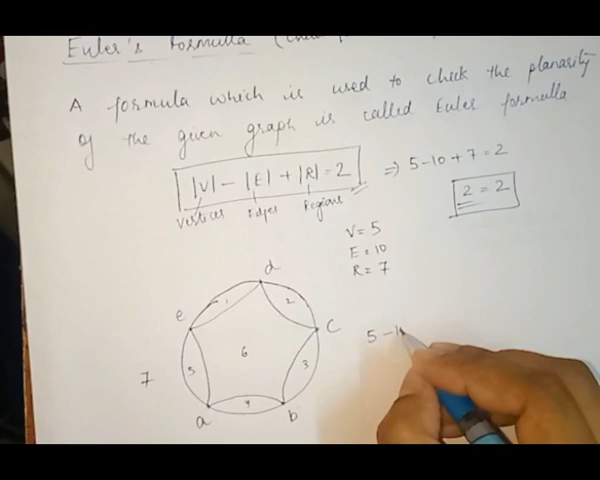 Euler's Formulla
A formula which is used to check the planarity
of the given graph is called Euler formulla
|V| - |E| + |R| = 2 ⇒ 5-10+7 = 2
Vertices Edges Regions 2 = 2
V = 5
E = 10
R = 7
d
1 2
e C
6
5 3
7
4
a b
5 - 1